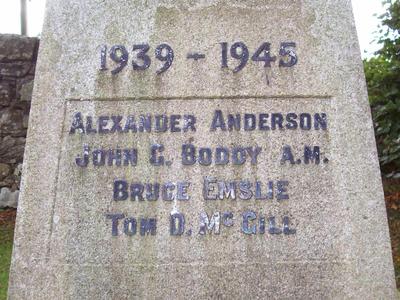 1939 - 1945
ALEXANDER ANDERSON
JOHN G. BODDY A.M.
BRUCE EMSLIE
TOM D. MCGILL